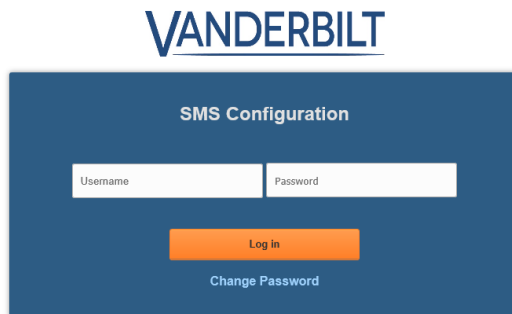 VANDERBILT
SMS Configuration
Username Password
Log in
Change Password